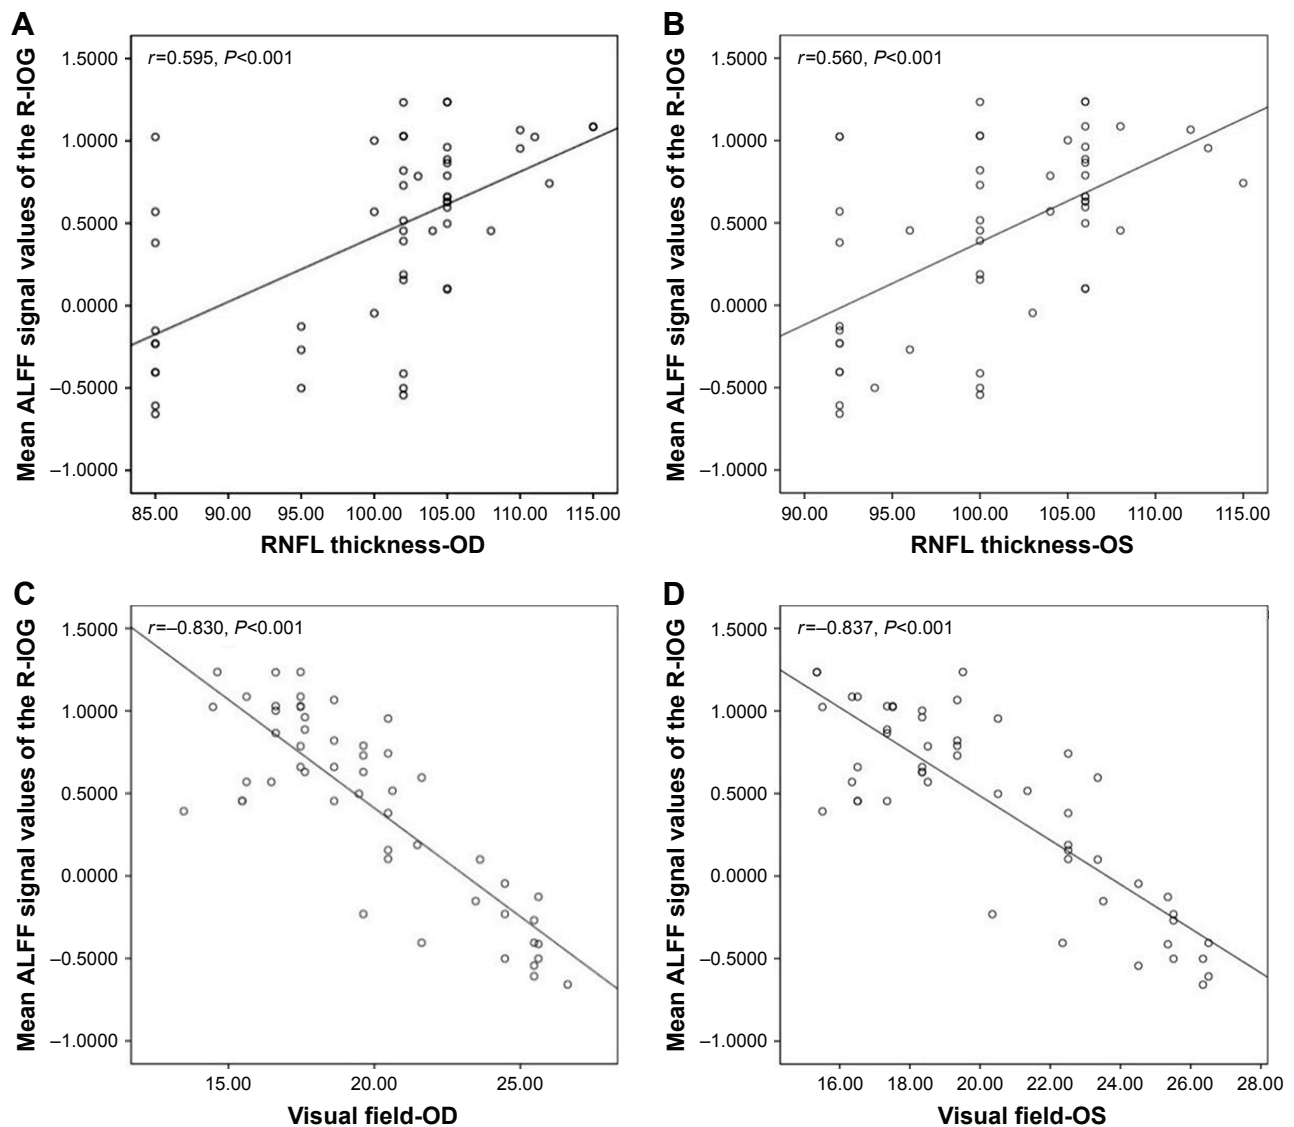 A
Mean ALFF signal values of the R-IOG
r=0.595, P<0.001
1.5000
1.0000
0.5000
0.0000
–0.5000
–1.0000
85.00 90.00 95.00 100.00 105.00 110.00 115.00
RNFL thickness-OD
B
Mean ALFF signal values of the R-IOG
r=0.560, P<0.001
1.5000
1.0000
0.5000
0.0000
–0.5000
–1.0000
90.00 95.00 100.00 105.00 110.00 115.00
RNFL thickness-OS
C
Mean ALFF signal values of the R-IOG
r=–0.830, P<0.001
1.5000
1.0000
0.5000
0.0000
–0.5000
–1.0000
15.00 20.00 25.00
Visual field-OD
D
Mean ALFF signal values of the R-IOG
r=–0.837, P<0.001
1.5000
1.0000
0.5000
0.0000
–0.5000
–1.0000
16.00 18.00 20.00 22.00 24.00 26.00 28.00
Visual field-OS